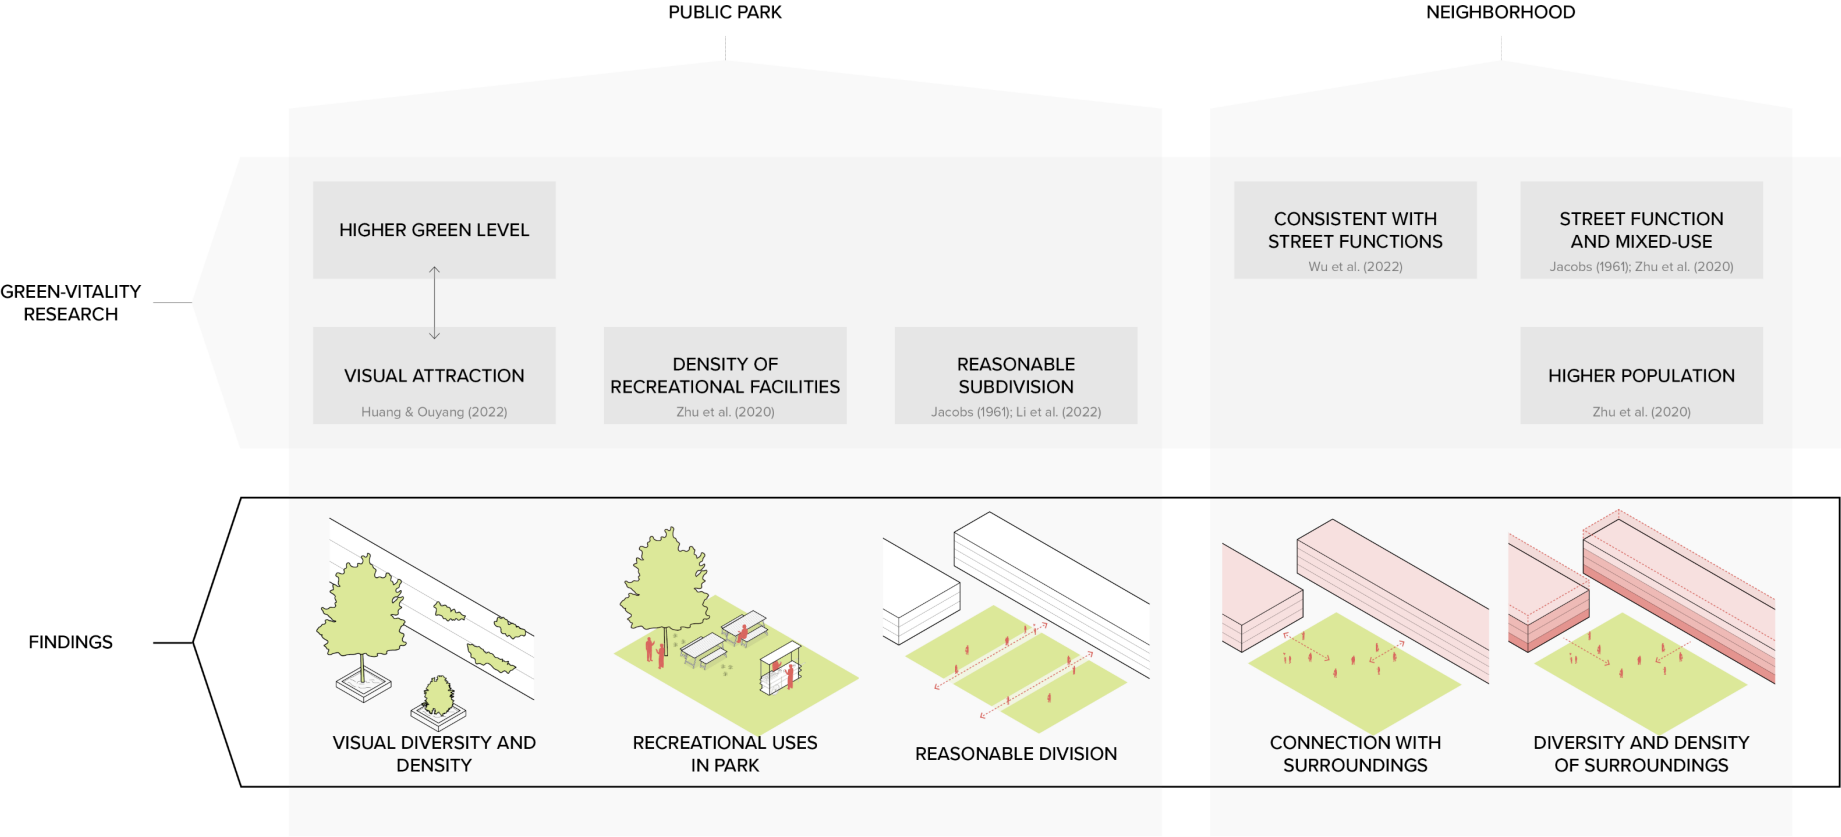 PUBLIC PARK
NEIGHBORHOOD
GREEN-VITALITY
RESEARCH
HIGHER GREEN LEVEL
VISUAL ATTRACTION
Huang & Ouyang (2022)
DENSITY OF
RECREATIONAL FACILITIES
Zhu et al. (2020)
REASONABLE
SUBDIVISION
Jacobs (1961); Li et al. (2022)
CONSISTENT WITH
STREET FUNCTIONS
Wu et al. (2022)
STREET FUNCTION
AND MIXED-USE
Jacobs (1961); Zhu et al. (2020)
HIGHER POPULATION
Zhu et al. (2020)
FINDINGS
VISUAL DIVERSITY AND
DENSITY
RECREATIONAL USES
IN PARK
REASONABLE DIVISION
CONNECTION WITH
SURROUNDINGS
DIVERSITY AND DENSITY
OF SURROUNDINGS